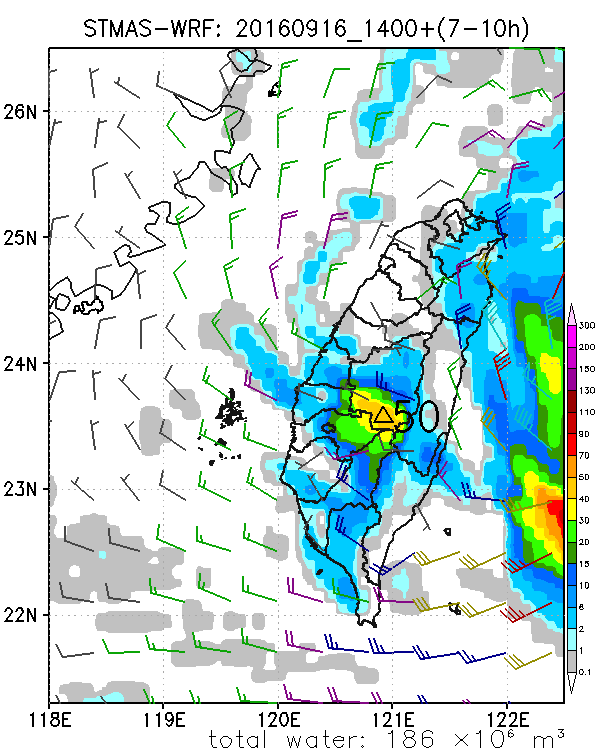 STMAS-WRF: 20160916_1400+(7-10h)
26N
25N
24N
23N
22N
50
300
200
150
130
110
90
70
50
40
30
20
15
10
6
2
1
0.1
118E 119E 120E 121E 122E
total water: 186 ×10⁶ m³